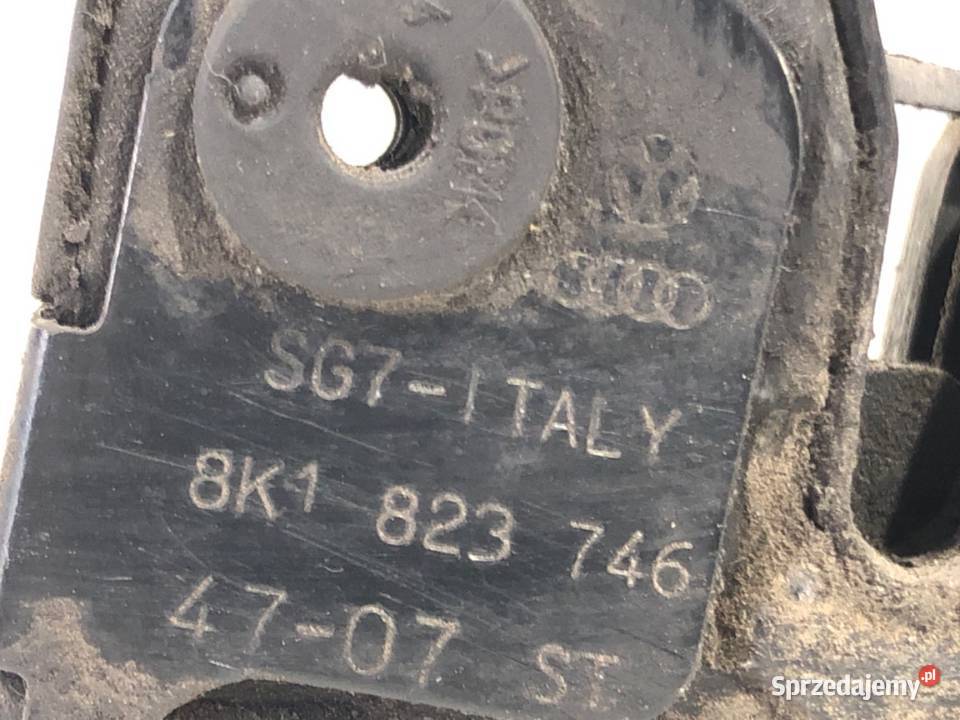 SG7-ITALY
8K1 823 746
47-07 ST
Sprzedajemy.pl